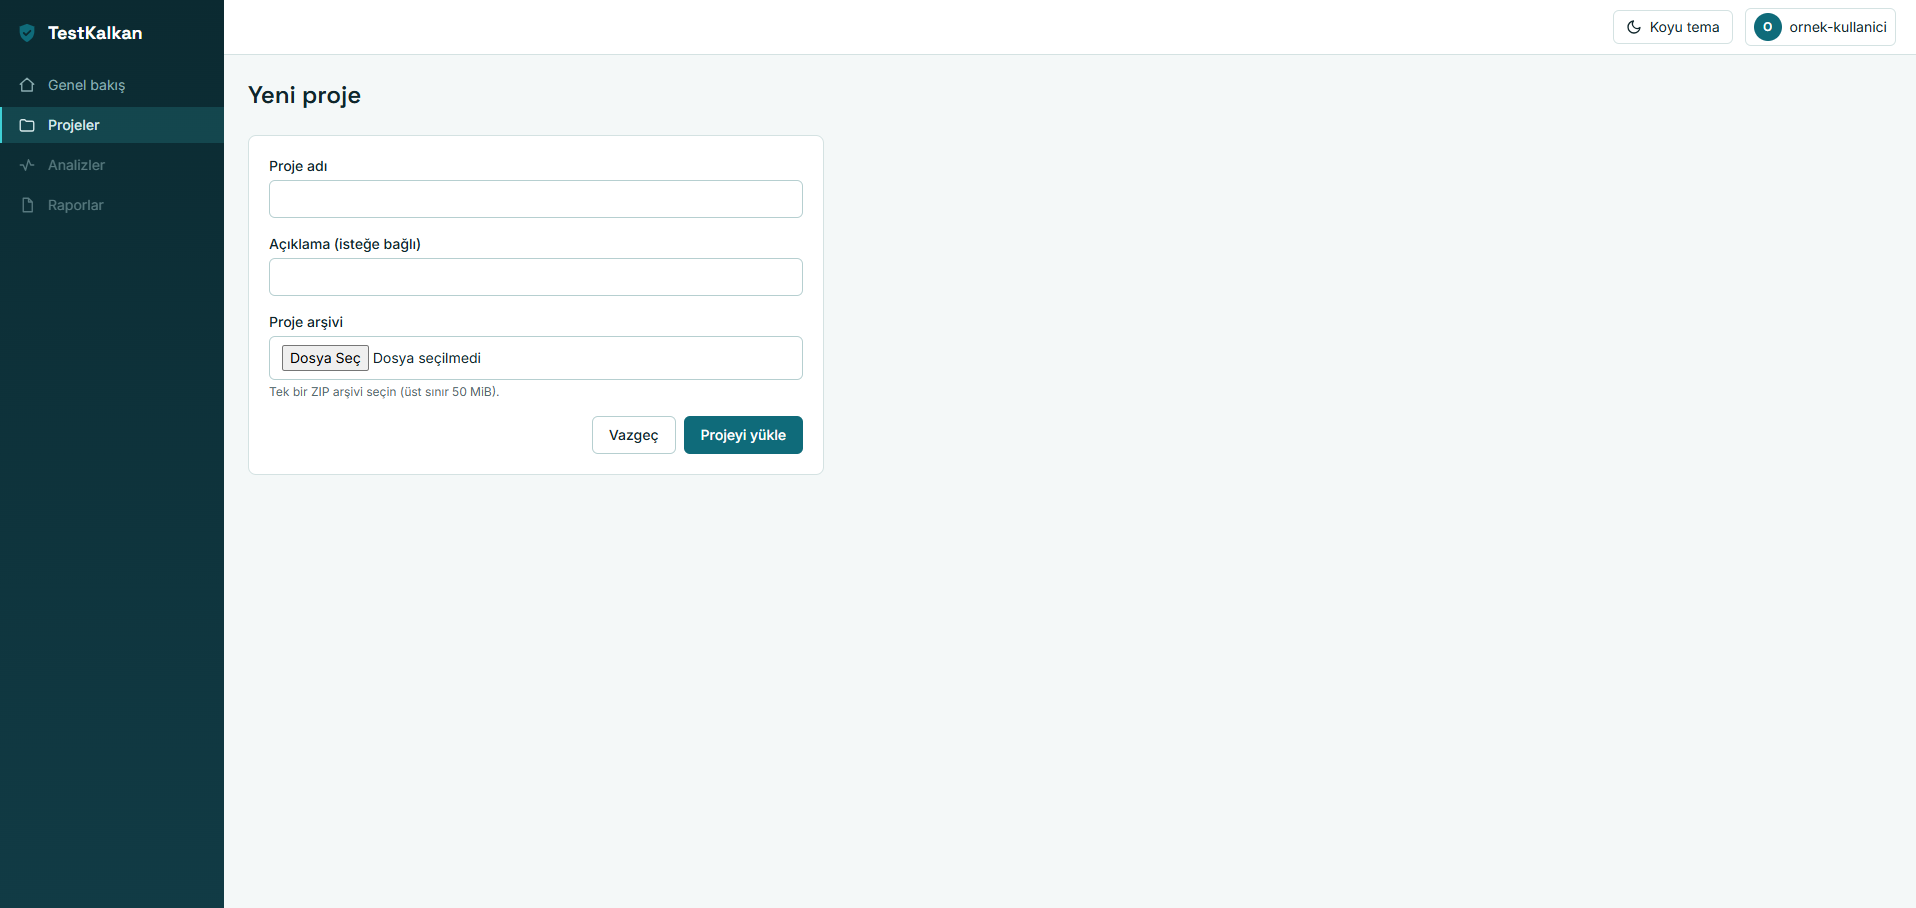 TestKalkan
Koyu tema
O
ornek-kullanici
Genel bakış
Projeler
Analizler
Raporlar
Yeni proje
Proje adı
Açıklama (isteğe bağlı)
Proje arşivi
Dosya Seç Dosya seçilmedi
Tek bir ZIP arşivi seçin (üst sınır 50 MiB).
Vazgeç
Projeyi yükle